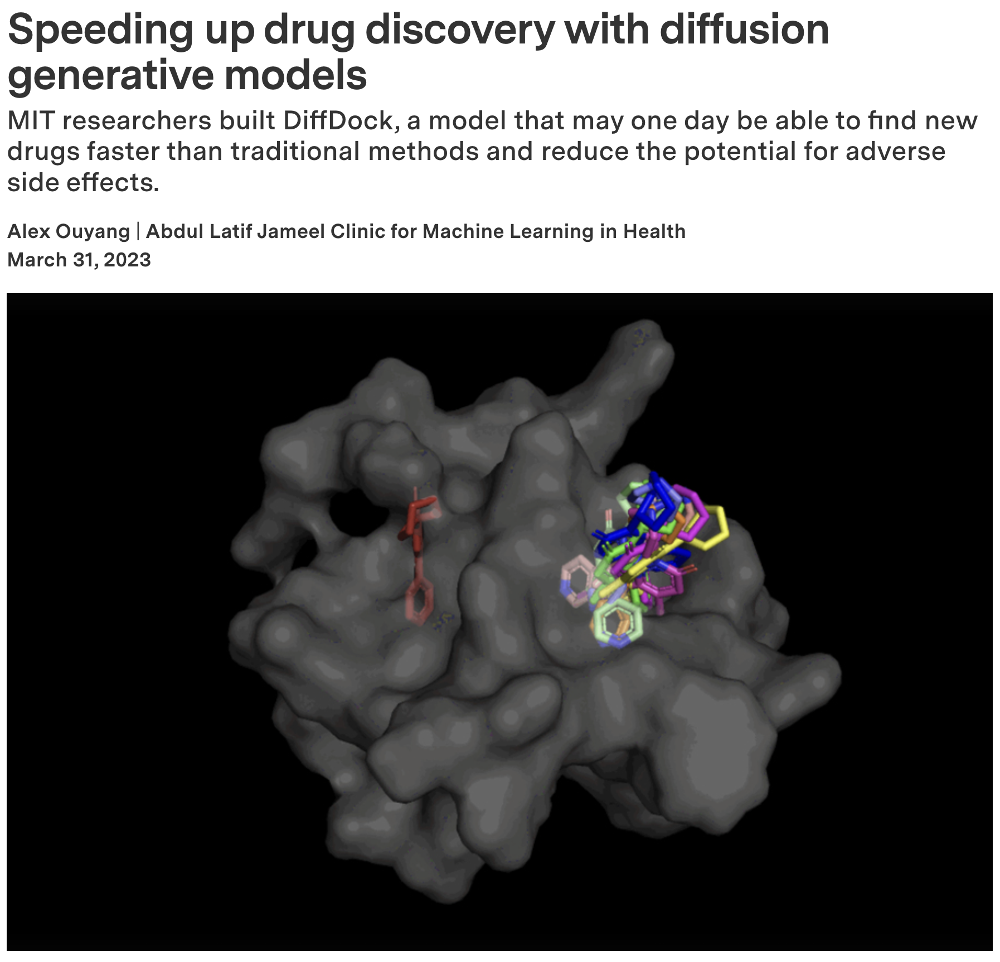 Speeding up drug discovery with diffusion
generative models
MIT researchers built DiffDock, a model that may one day be able to find new
drugs faster than traditional methods and reduce the potential for adverse
side effects.
Alex Ouyang | Abdul Latif Jameel Clinic for Machine Learning in Health
March 31, 2023